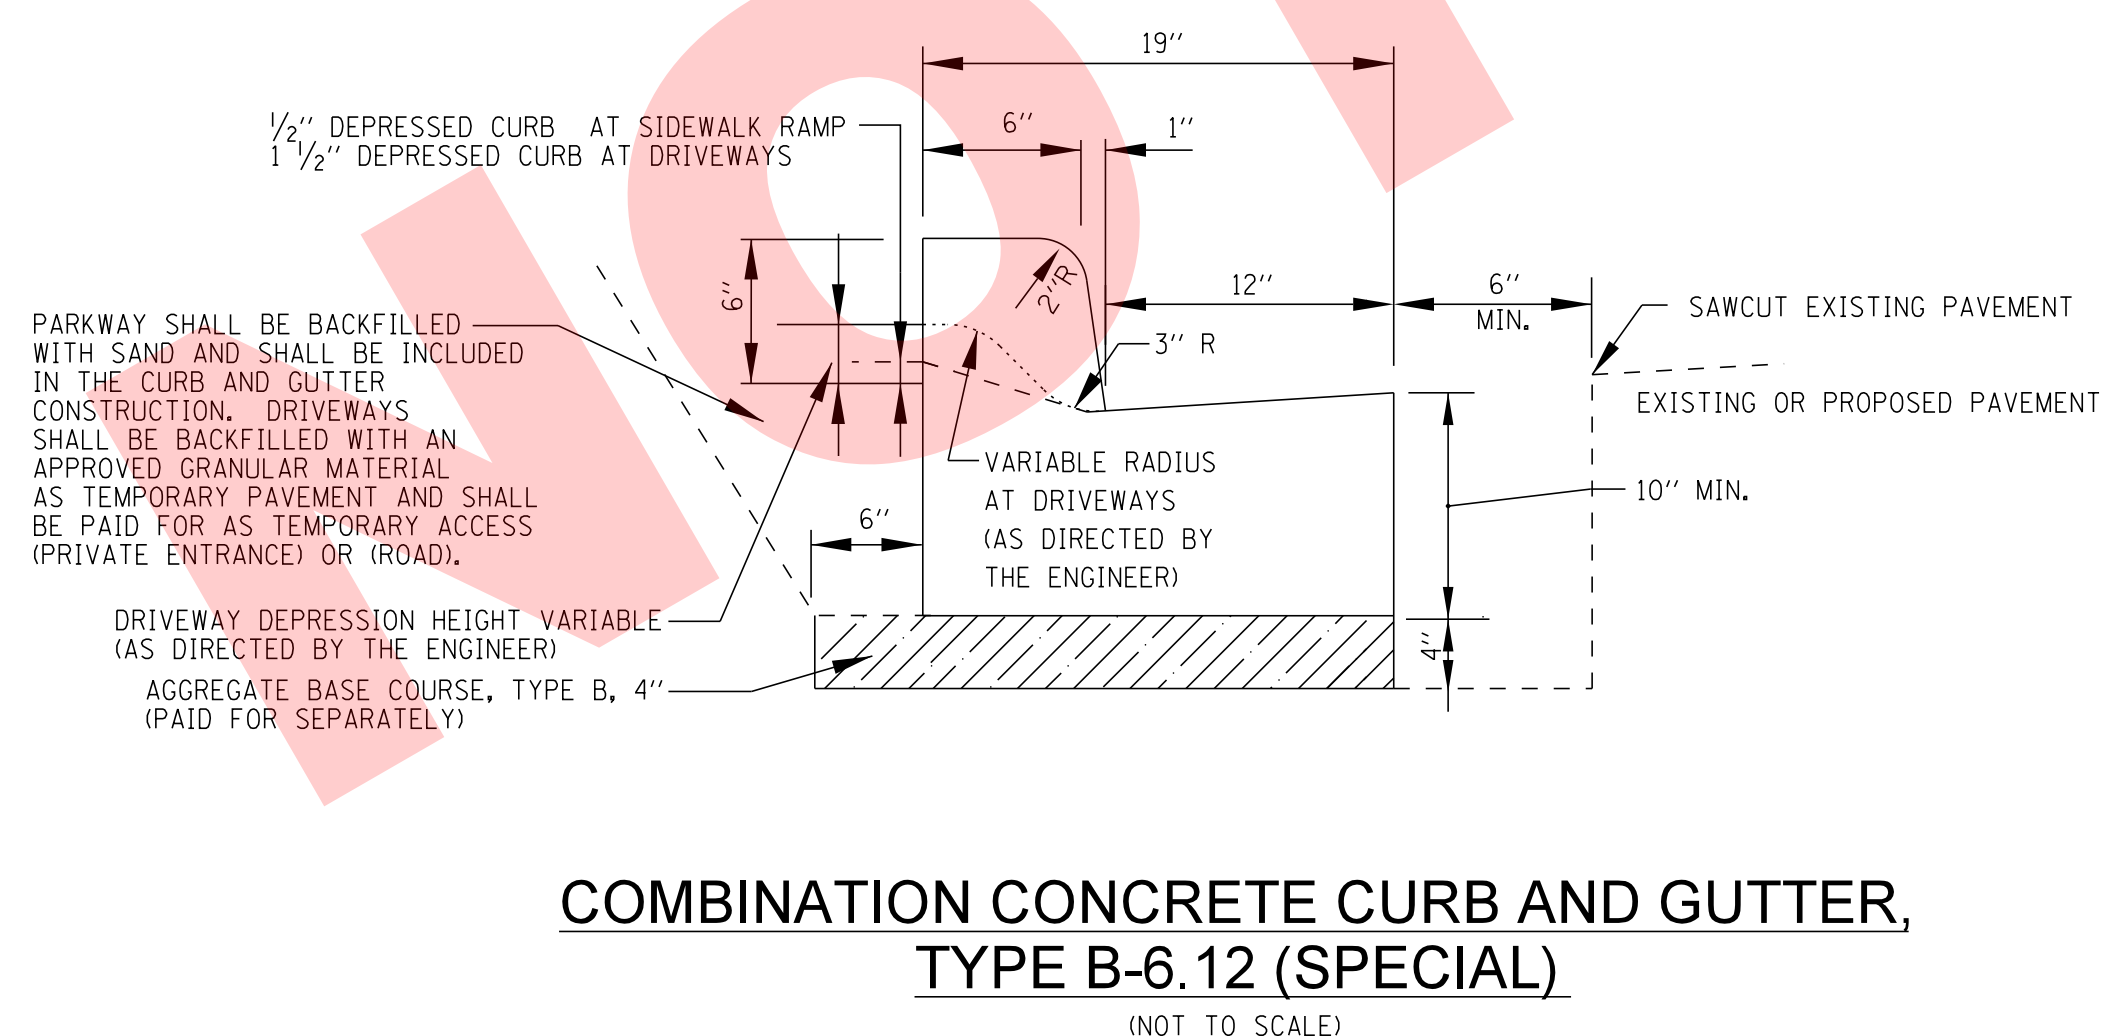 19''
½'' DEPRESSED CURB AT SIDEWALK RAMP
1 ½'' DEPRESSED CURB AT DRIVEWAYS
6''
1''
6''
2''R
12''
6''
MIN.
3'' R
SAWCUT EXISTING PAVEMENT
EXISTING OR PROPOSED PAVEMENT
PARKWAY SHALL BE BACKFILLED
WITH SAND AND SHALL BE INCLUDED
IN THE CURB AND GUTTER
CONSTRUCTION. DRIVEWAYS
SHALL BE BACKFILLED WITH AN
APPROVED GRANULAR MATERIAL
AS TEMPORARY PAVEMENT AND SHALL
BE PAID FOR AS TEMPORARY ACCESS
(PRIVATE ENTRANCE) OR (ROAD).
VARIABLE RADIUS
AT DRIVEWAYS
(AS DIRECTED BY
THE ENGINEER)
10'' MIN.
6''
DRIVEWAY DEPRESSION HEIGHT VARIABLE
(AS DIRECTED BY THE ENGINEER)
4''
AGGREGATE BASE COURSE, TYPE B, 4''
(PAID FOR SEPARATELY)
NOT
COMBINATION CONCRETE CURB AND GUTTER,
TYPE B-6.12 (SPECIAL)
(NOT TO SCALE)